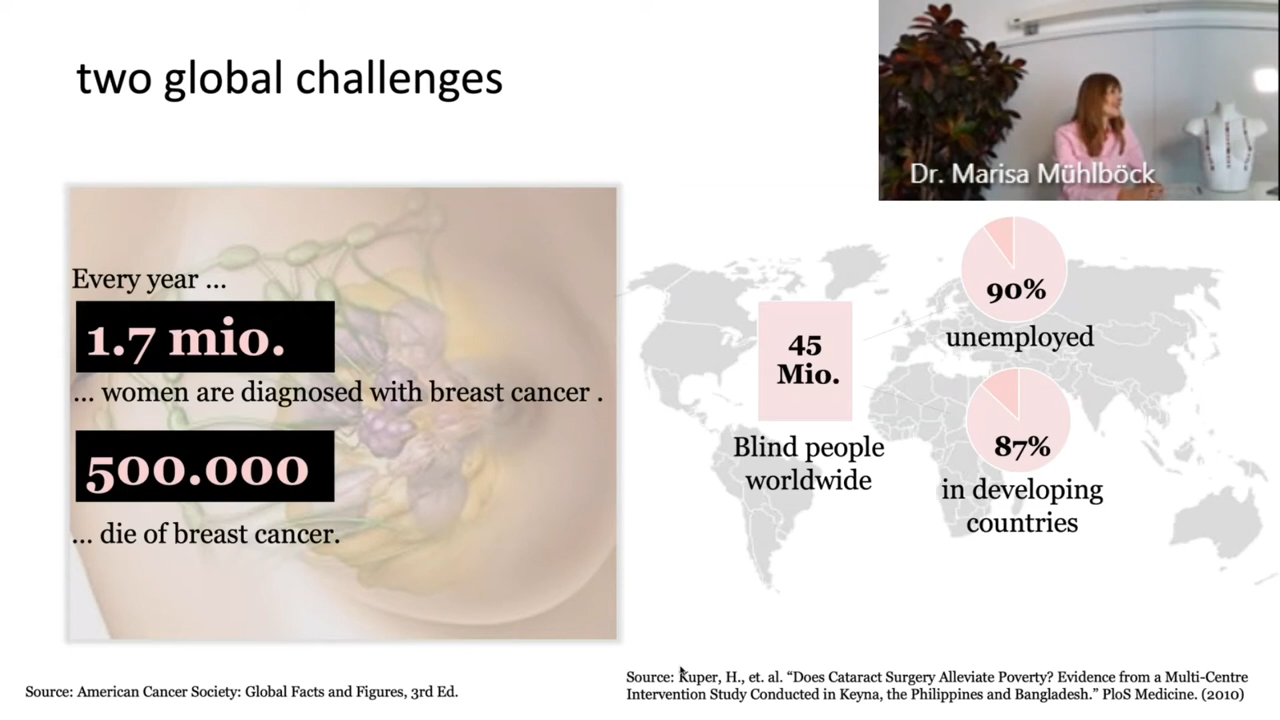 two global challenges
Dr. Marisa Mühlböck
Every year ...
1.7 mio.
... women are diagnosed with breast cancer .
500.000
... die of breast cancer.
45
Mio.
Blind people
worldwide
90%
unemployed
87%
in developing
countries
Source: American Cancer Society: Global Facts and Figures, 3rd Ed.
Source: Kuper, H., et. al. “Does Cataract Surgery Alleviate Poverty? Evidence from a Multi-Centre
Intervention Study Conducted in Keyna, the Philippines and Bangladesh.” PloS Medicine. (2010)